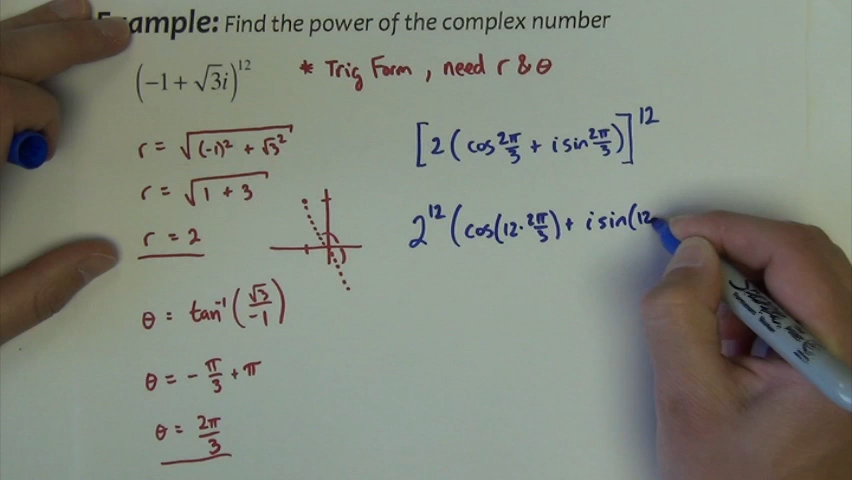 ample: Find the power of the complex number
(-1 + √3i)^12 * Trig Form, need r & θ
r = √((-1)² + √3²)
r = √(1 + 3)
r = 2
θ = tan⁻¹(√3/-1)
θ = -π/3 + π
θ = 2π/3
[2(cos 2π/3 + i sin 2π/3)]^12
2^12 (cos(12·2π/3) + i sin(12